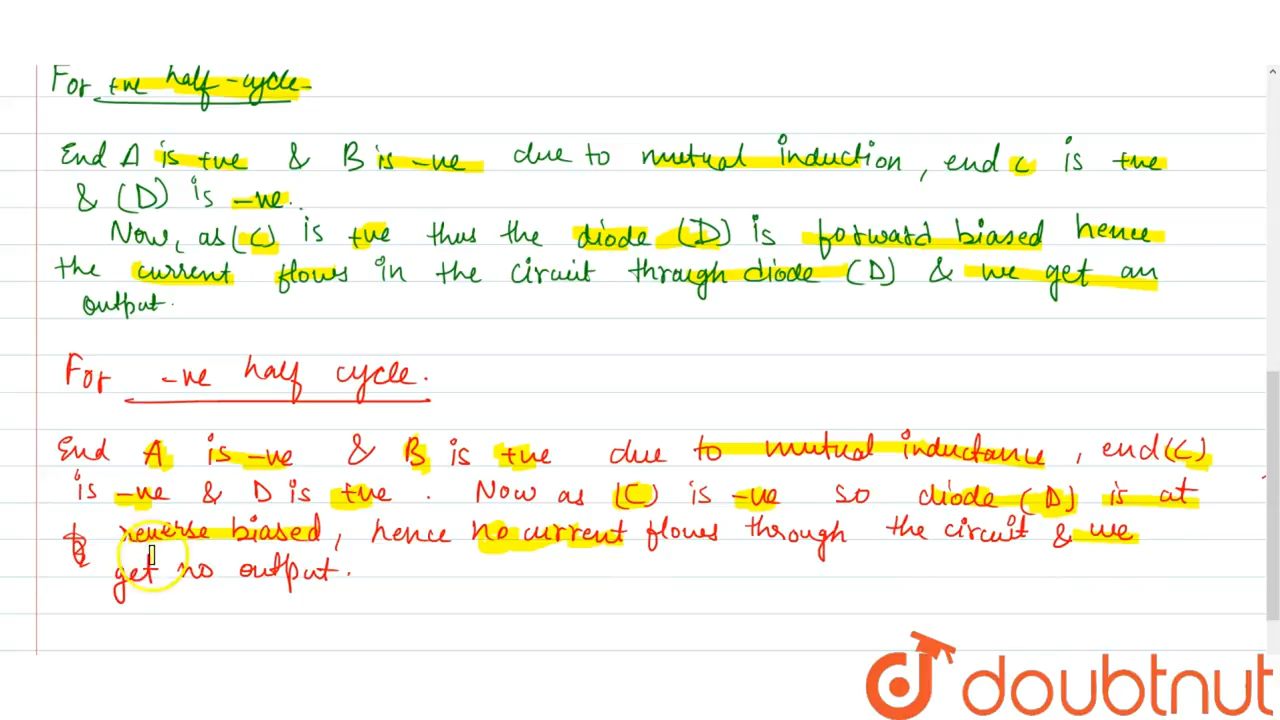 For +ve half-cycle-
End A is +ve & B is -ve due to mutual induction, end C is +ve
& (D) is -ve.
Now, as (C) is +ve thus the diode (D) is forward biased hence
the current flows in the circuit through diode (D) & we get an
output.
For -ve half cycle.
End A is -ve & B is +ve due to mutual inductance, end (C)
is -ve & D is +ve. Now as (C) is -ve so diode (D) is at
reverse biased, hence no current flows through the circuit & we
get no output.
doubtnut